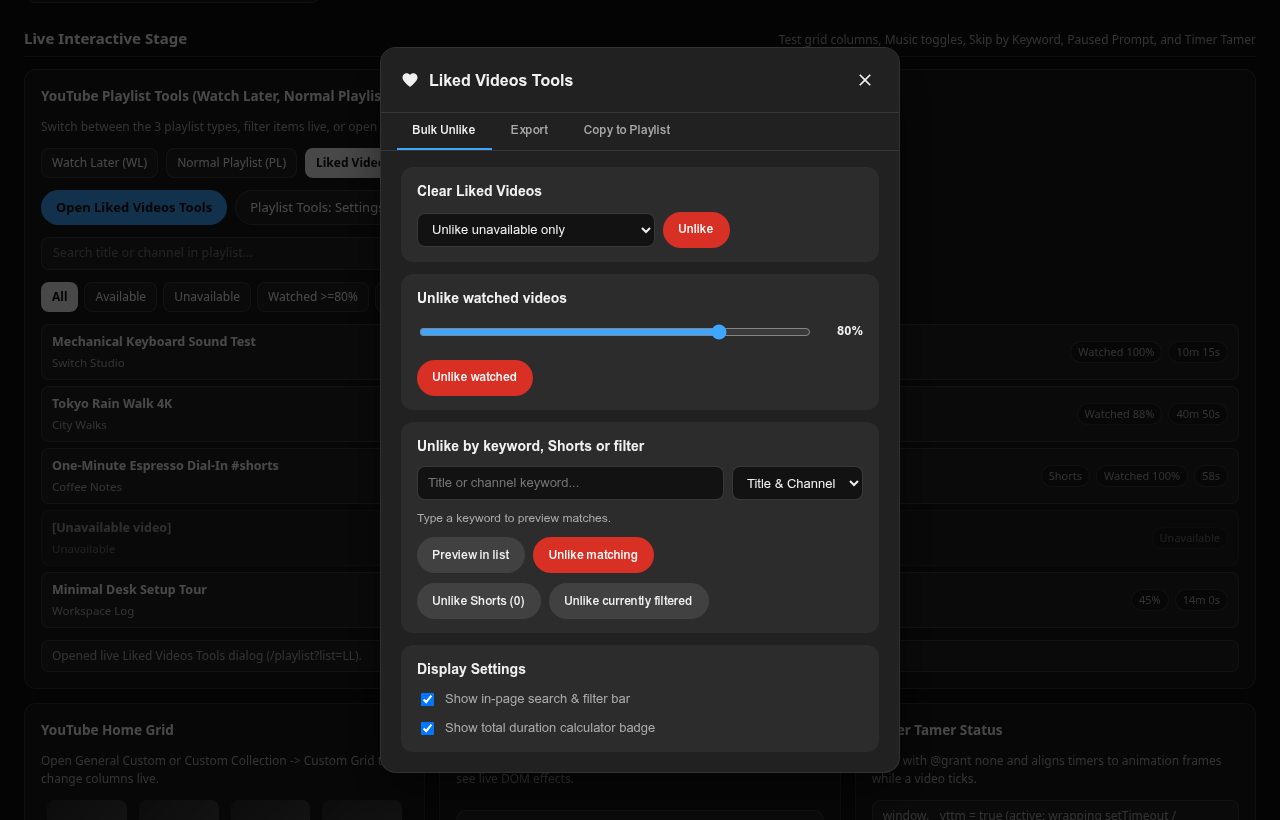 Live Interactive Stage
Test grid columns, Music toggles, Skip by Keyword, Paused Prompt, and Timer Tamer
Liked Videos Tools
YouTube Playlist Tools (Watch Later, Normal Playlis
Switch between the 3 playlist types, filter items live, or open
Bulk Unlike Export Copy to Playlist
Watch Later (WL) Normal Playlist (PL) Liked Vide
Clear Liked Videos
Open Liked Videos Tools Playlist Tools: Settings
Unlike unavailable only Unlike
Search title or channel in playlist...
All Available Unavailable Watched >=80%
Unlike watched videos
80%
Mechanical Keyboard Sound Test
Switch Studio
Watched 100% 10m 15s
Unlike watched
Tokyo Rain Walk 4K
City Walks
Watched 88% 40m 50s
Unlike by keyword, Shorts or filter
One-Minute Espresso Dial-In #shorts
Coffee Notes
Shorts Watched 100% 58s
Title or channel keyword... Title & Channel
Type a keyword to preview matches.
[Unavailable video]
Unavailable
Unavailable
Preview in list Unlike matching
Minimal Desk Setup Tour
Workspace Log
45% 14m 0s
Unlike Shorts (0) Unlike currently filtered
Opened live Liked Videos Tools dialog (/playlist?list=LL).
Display Settings
Show in-page search & filter bar
Show total duration calculator badge
YouTube Home Grid
Open General Custom or Custom Collection -> Custom Grid
change columns live.
see live DOM effects.
er Tamer Status
with @grant none and aligns timers to animation frames
while a video ticks.
window.__yttm = true (active: wrapping setTimeout /